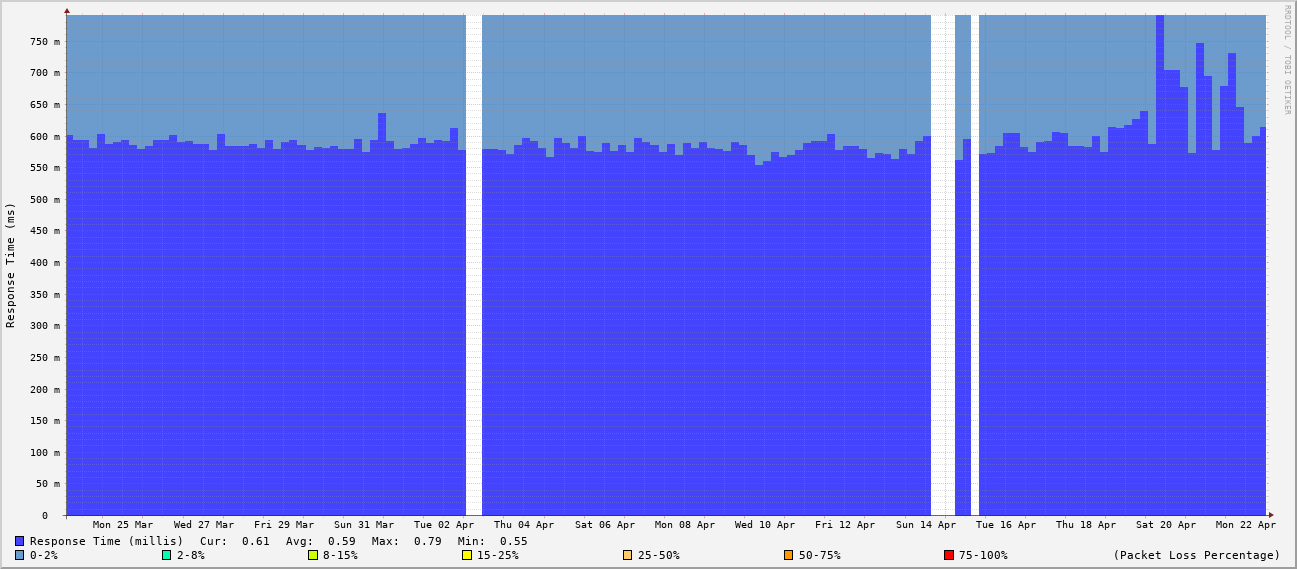 RRDTOOL / TOBI OETIKER
Response Time (ms)
750 m
700 m
650 m
600 m
550 m
500 m
450 m
400 m
350 m
300 m
250 m
200 m
150 m
100 m
50 m
0
Mon 25 Mar Wed 27 Mar Fri 29 Mar Sun 31 Mar Tue 02 Apr Thu 04 Apr Sat 06 Apr Mon 08 Apr Wed 10 Apr Fri 12 Apr Sun 14 Apr Tue 16 Apr Thu 18 Apr Sat 20 Apr Mon 22 Apr
Response Time (millis) Cur: 0.61 Avg: 0.59 Max: 0.79 Min: 0.55
0-2% 2-8% 8-15% 15-25% 25-50% 50-75% 75-100% (Packet Loss Percentage)